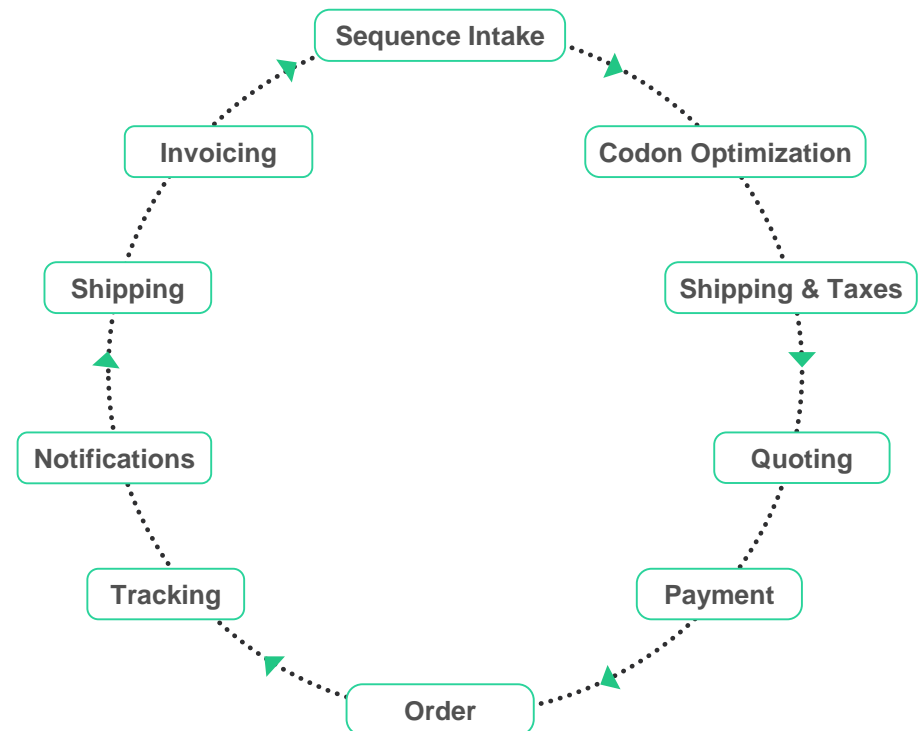 Sequence Intake
Invoicing
Codon Optimization
Shipping
Shipping & Taxes
Notifications
Quoting
Tracking
Payment
Order